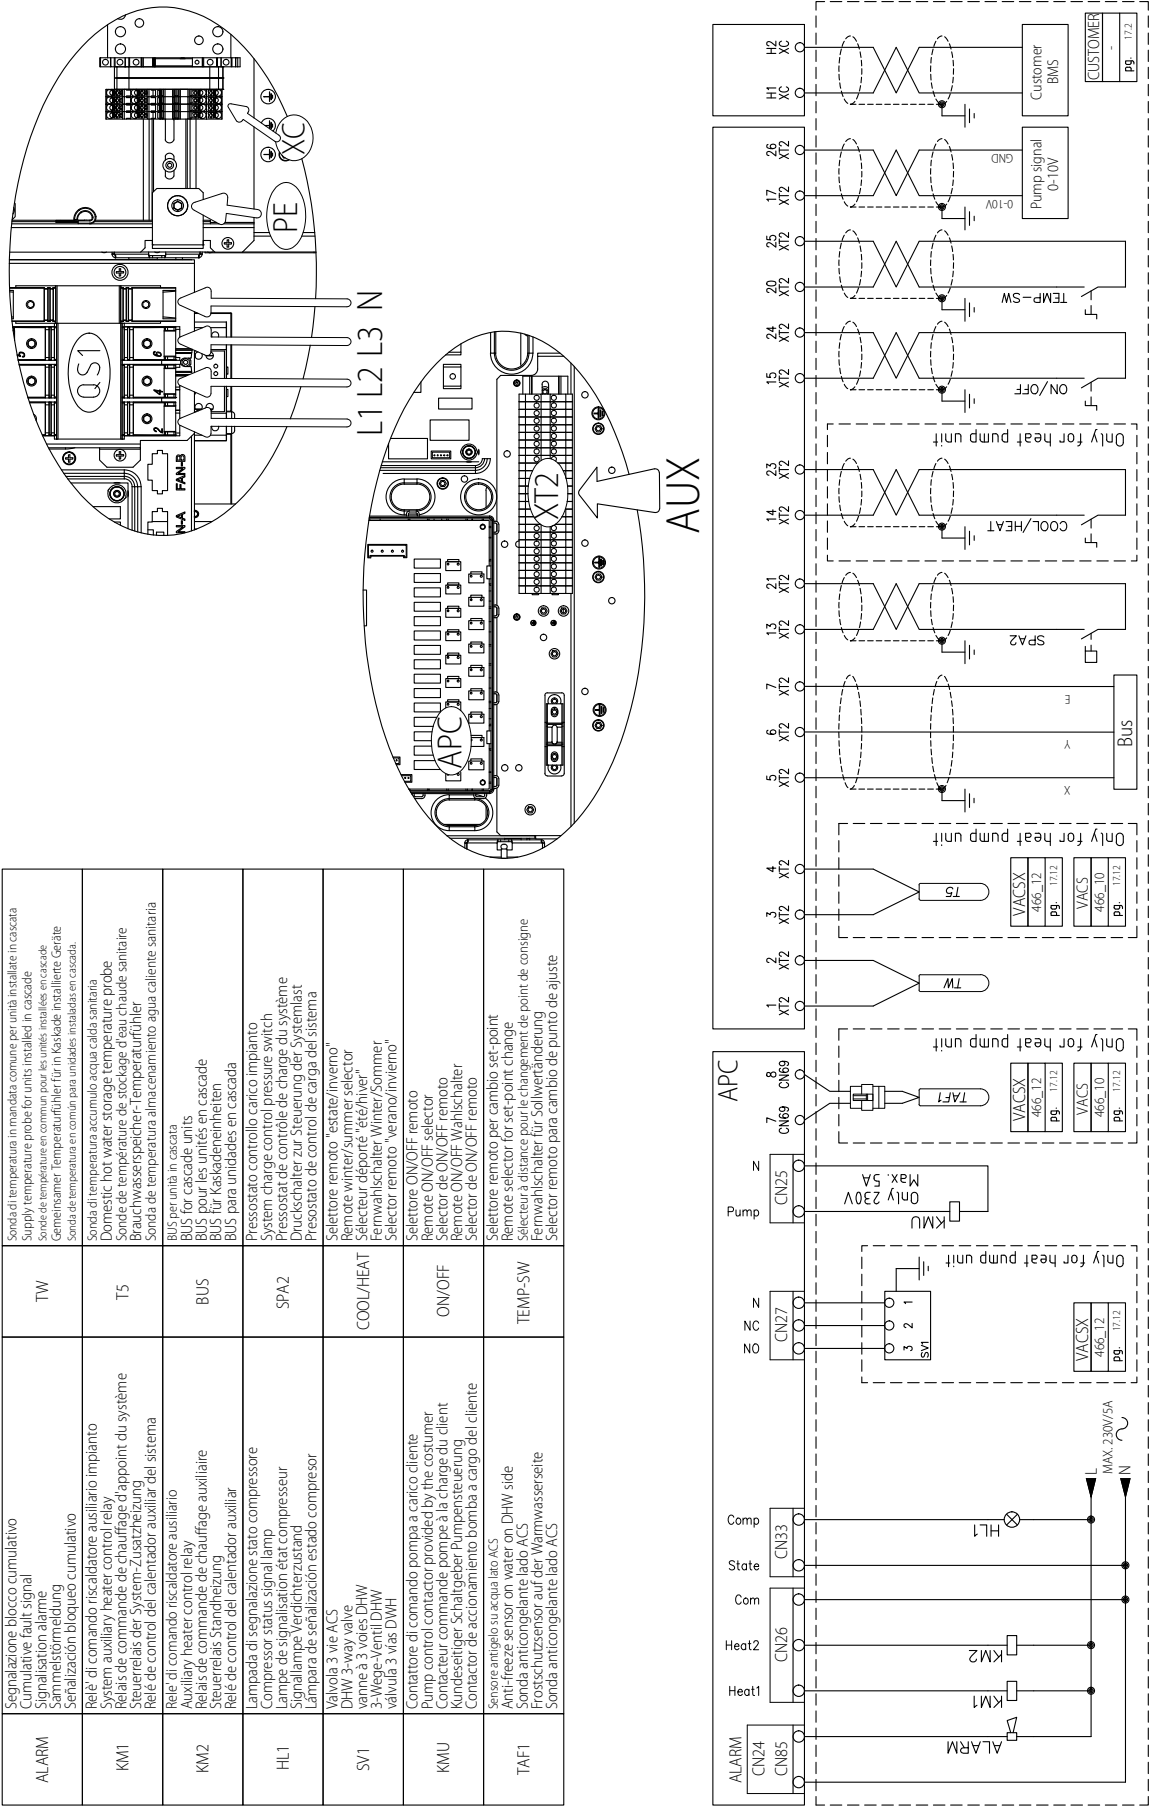 ALARM
Segnalazione blocco cumulativo
Cumulative fault signal
Signalisation alarme
Sammelstörmeldung
Señalización bloqueo cumulativo
TW
Sonda di temperatura in mandata comune per unità installate in cascata
Supply temperature probe for units installed in cascade
Sonde de température en commun pour les unités installées en cascade
Gemeinsamer Temperaturfühler für in Kaskade installierte Geräte
Sonda de temperatura en común para unidades instaladas en cascada.
KM1
Rele' di comando riscaldatore ausiliario impianto
System auxiliary heater control relay
Relais de commande de chauffage d'appoint du système
Steuerrelais der System-Zusatzheizung
Relé de control del calentador auxiliar del sistema
T5
Sonda di temperatura accumulo acqua calda sanitaria
Domestic hot water storage temperature probe
Sonde de température de stockage d'eau chaude sanitaire
Brauchwasserspeicher-Temperaturfühler
Sonda de temperatura almacenamiento agua caliente sanitaria
KM2
Rele' di comando riscaldatore ausiliario
Auxiliary heater control relay
Relais de commande de chauffage auxiliaire
Steuerrelais Standheizung
Relé de control del calentador auxiliar
BUS
BUS per unità in cascata
BUS for cascade units
BUS pour les unités en cascade
BUS für Kaskadeneinheiten
BUS para unidades en cascada
HL1
Lampada di segnalazione stato compressore
Compressor status signal lamp
Lampe de signalisation état compresseur
Signallampe Verdichterzustand
Lámpara de señalización estado compresor
SPA2
Pressostato controllo carico impianto
System charge control pressure switch
Pressostat de contrôle de charge du système
Druckschalter zur Steuerung der Systemlast
Presostato de control de carga del sistema
SV1
Valvola 3 vie ACS
DHW 3-way valve
vanne à 3 voies DHW
3-Wege-Ventil DHW
válvula 3 vías DWH
COOL/HEAT
Selettore remoto "estate/inverno"
Remote winter/summer selector
Sélecteur déporté "été/hiver"
Fernwahlschalter Winter/Sommer
Selector remoto "verano/invierno"
KMU
Contattore di comando pompa a carico cliente
Pump control contactor provided by the costumer
Contacteur commande pompe à la charge du client
Kundeseitiger Schaltgeber Pumpensteuerung
Contactor de accionamiento bomba a cargo del cliente
ON/OFF
Selettore ON/OFF remoto
Remote ON/OFF selector
Selector de ON/OFF remoto
Remote ON/OFF Wahlschalter
Selector de ON/OFF remoto
TAF1
Sensore antigelo su acqua lato ACS
Anti-freeze sensor on water on DHW side
Sonda anticongelante lado ACS
Frostschutzsensor auf der Warmwasserseite
Sonda anticongelante lado ACS
TEMP-SW
Settore remoto per cambio set-point
Remote selector for set-point change
Sélecteur à distance pour le changement de point de consigne
Fernwahlschalter für Sollwertänderung
Selector remoto para cambio de punto de ajuste
APC
XT2
AUX
QS1
PE
XC
L1 L2 L3 N
2
4
6
5
FAN-B
N-A
APC
ALARM
CN24
CN85
Heat1
Heat2
Com
CN26
State
Comp
CN33
NO
NC
N
CN27
Pump
N
CN25
7
CN69
8
CN69
1
XT2
2
XT2
3
XT2
4
XT2
5
XT2
6
XT2
7
XT2
13
XT2
21
XT2
14
XT2
23
XT2
15
XT2
24
XT2
20
XT2
25
XT2
17
XT2
26
XT2
H1
XC
H2
XC
ALARM
KM1
KM2
HL1
L
N
MAX. 230V/5A
3
2
1
SV1
VACSX
466_12
pg.
17.12
Only for heat pump unit
KMU
Only 230V
Max. 5A
TAF1
VACSX
466_12
pg.
17.12
VACS
466_10
pg.
17.12
Only for heat pump unit
TW
T5
VACSX
466_12
pg.
17.12
VACS
466_10
pg.
17.12
Only for heat pump
unit
X
Y
E
Bus
SPA2
COOL/HEAT
Only for heat pump unit
ON/OFF
TEMP-SW
0-10V
GND
Pump signal
0-10V
Customer
BMS
CUSTOMER
-
pg.
17.2